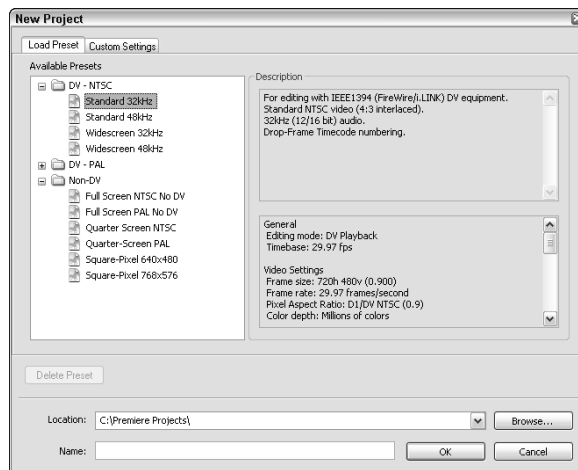 New Project
Load Preset
Custom Settings
Available Presets
DV - NTSC
Standard 32kHz
Standard 48kHz
Widescreen 32kHz
Widescreen 48kHz
DV - PAL
Non-DV
Full Screen NTSC No DV
Full Screen PAL No DV
Quarter Screen NTSC
Quarter-Screen PAL
Square-Pixel 640x480
Square-Pixel 768x576
Description
For editing with IEEE1394 (FireWire/i.LINK) DV equipment.
Standard NTSC video (4:3 interlaced).
32kHz (12/16 bit) audio.
Drop-Frame Timecode numbering.
General
Editing mode: DV Playback
Timebase: 29.97 fps
Video Settings
Frame size: 720h 480v (0.900)
Frame rate: 29.97 frames/second
Pixel Aspect Ratio: D1/DV NTSC (0.9)
Color depth: Millions of colors
Delete Preset
Location: C:\Premiere Projects\ Browse...
Name: OK Cancel